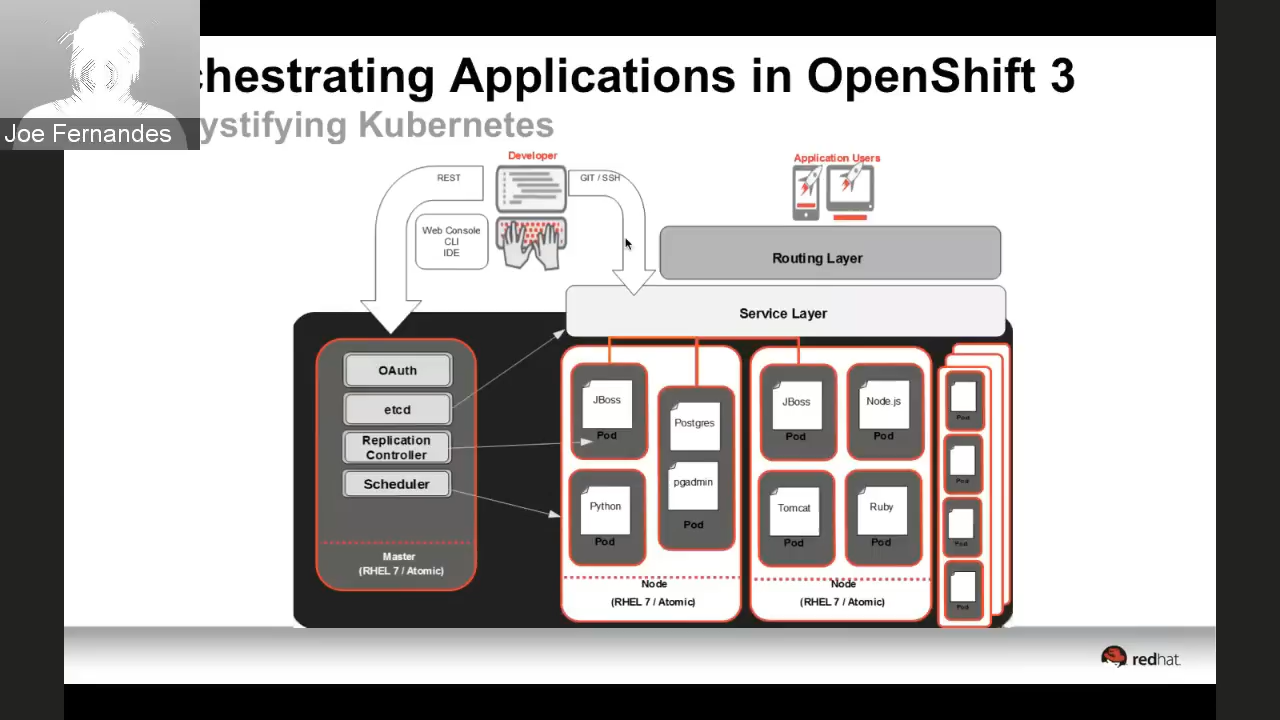 chestrating Applications in OpenShift 3
ystifying Kubernetes
Joe Fernandes
Developer
Application Users
REST
GIT / SSH
Web Console
CLI
IDE
Routing Layer
Service Layer
OAuth
etcd
Replication
Controller
Scheduler
Master
(RHEL 7 / Atomic)
JBoss
Pod
Postgres
pgadmin
Pod
Python
Pod
Node
(RHEL 7 / Atomic)
JBoss
Pod
Node.js
Pod
Tomcat
Pod
Ruby
Pod
Node
(RHEL 7 / Atomic)
Pod
Pod
Pod
Pod
redhat.